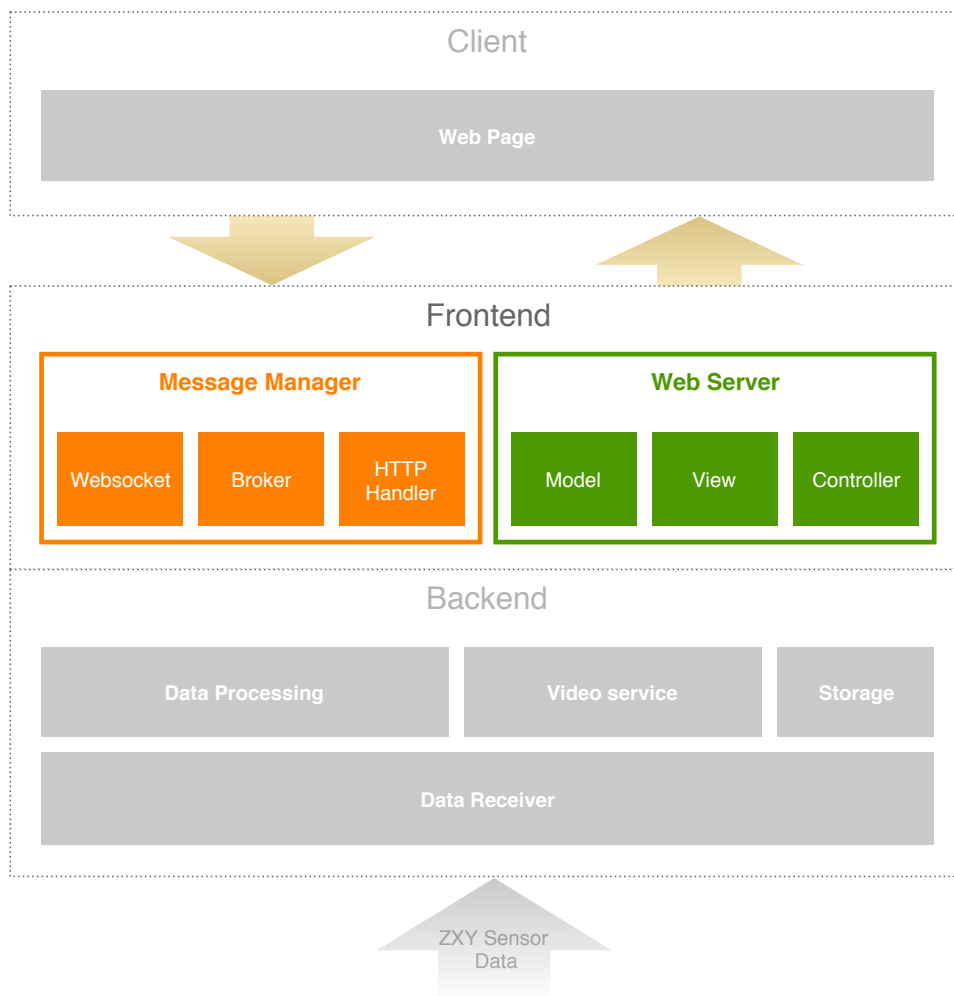 Client
Web Page
Frontend
Message Manager
Web Server
Websocket
Broker
HTTP
Handler
Model
View
Controller
Backend
Data Processing
Video service
Storage
Data Receiver
ZXY Sensor
Data